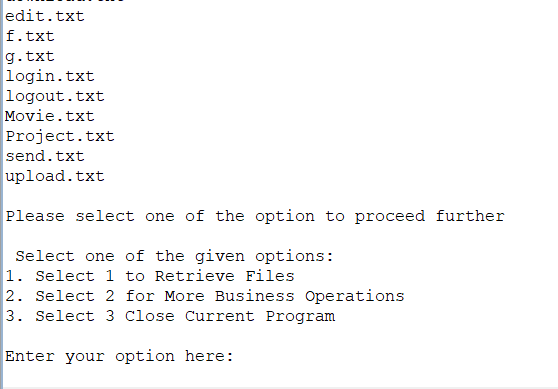 edit.txt
f.txt
g.txt
login.txt
logout.txt
Movie.txt
Project.txt
send.txt
upload.txt
Please select one of the option to proceed further
Select one of the given options:
1. Select 1 to Retrieve Files
2. Select 2 for More Business Operations
3. Select 3 Close Current Program
Enter your option here: